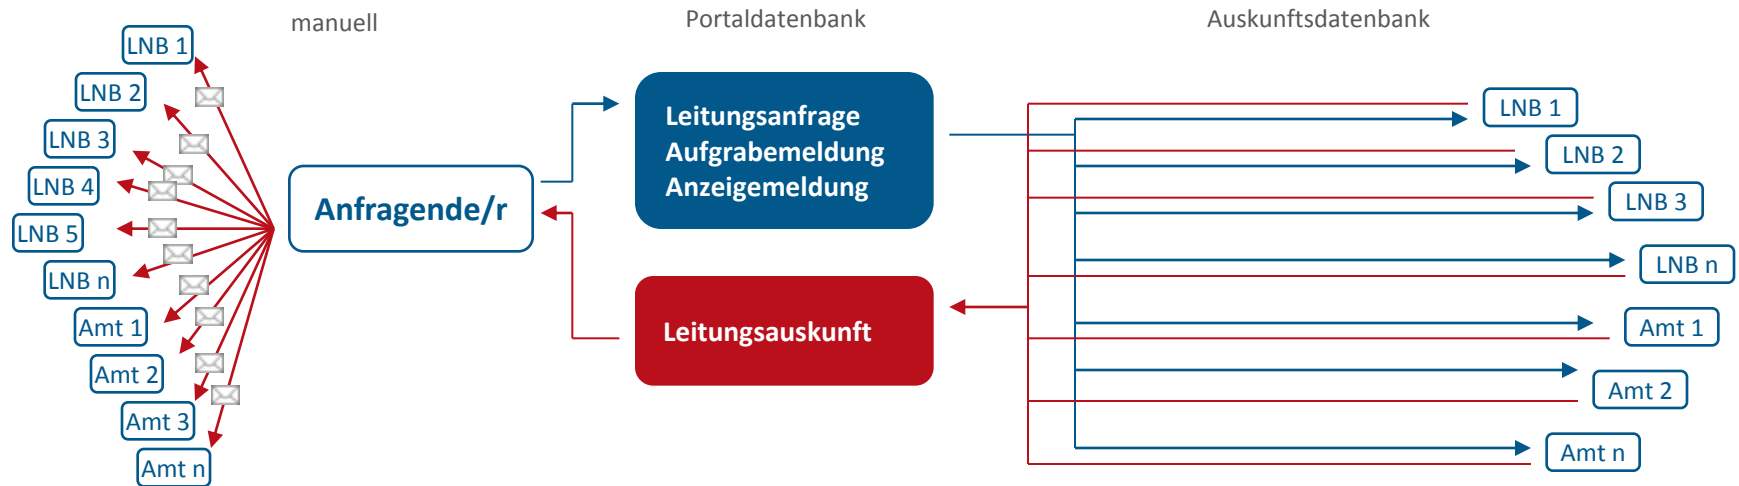 manuell
Portaldatenbank
Auskunftsdatenbank
LNB 1
LNB 2
LNB 3
LNB 4
LNB 5
LNB n
Amt 1
Amt 2
Amt 3
Amt n
Anfragende/r
Leitungsanfrage
Aufgrabemeldung
Anzeigemeldung
Leitungsauskunft
LNB 1
LNB 2
LNB 3
LNB n
Amt 1
Amt 2
Amt n